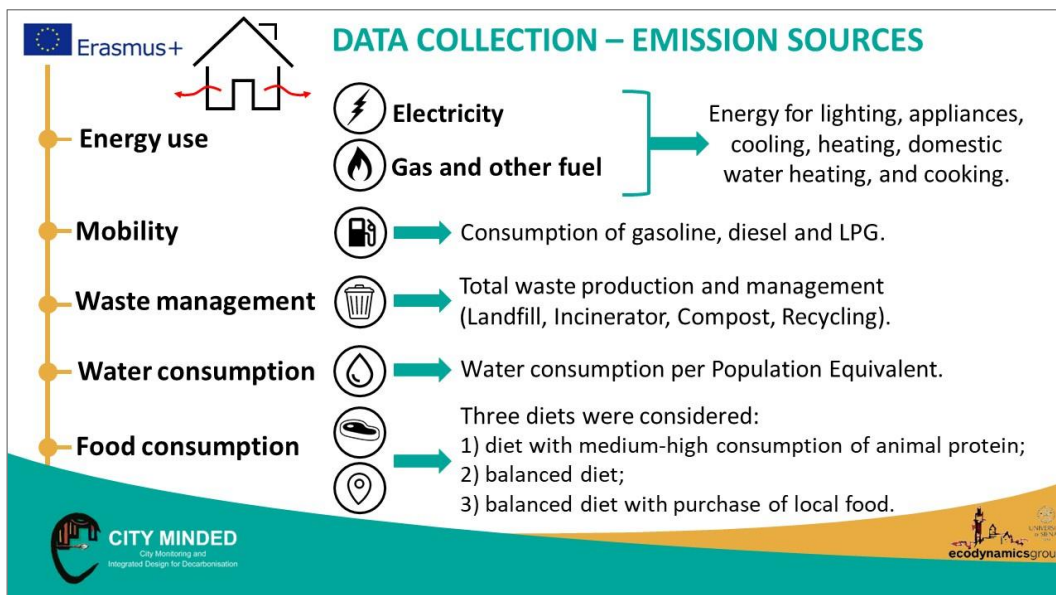 Erasmus+
DATA COLLECTION – EMISSION SOURCES
Energy use
Electricity
Gas and other fuel
Energy for lighting, appliances,
cooling, heating, domestic
water heating, and cooking.
Mobility
Consumption of gasoline, diesel and LPG.
Waste management
Total waste production and management
(Landfill, Incinerator, Compost, Recycling).
Water consumption
Water consumption per Population Equivalent.
Food consumption
Three diets were considered:
1) diet with medium-high consumption of animal protein;
2) balanced diet;
3) balanced diet with purchase of local food.
CITY MINDED
City Monitoring and
Integrated Design for Decarbonisation
ecodynamicsgroup